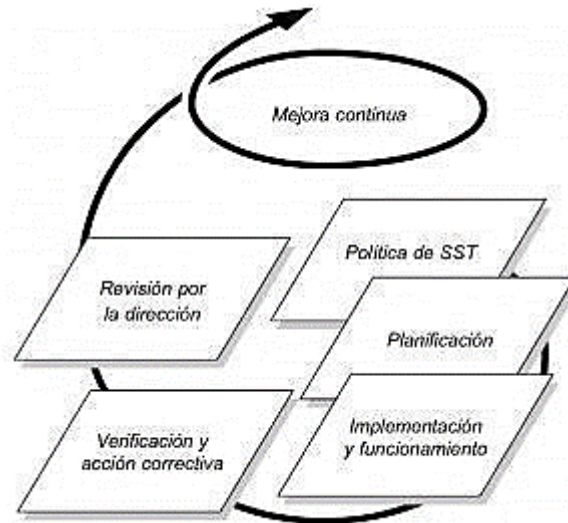 Mejora continua
Política de SST
Planificación
Implementación
y funcionamiento
Verificación y
acción correctiva
Revisión por
la dirección